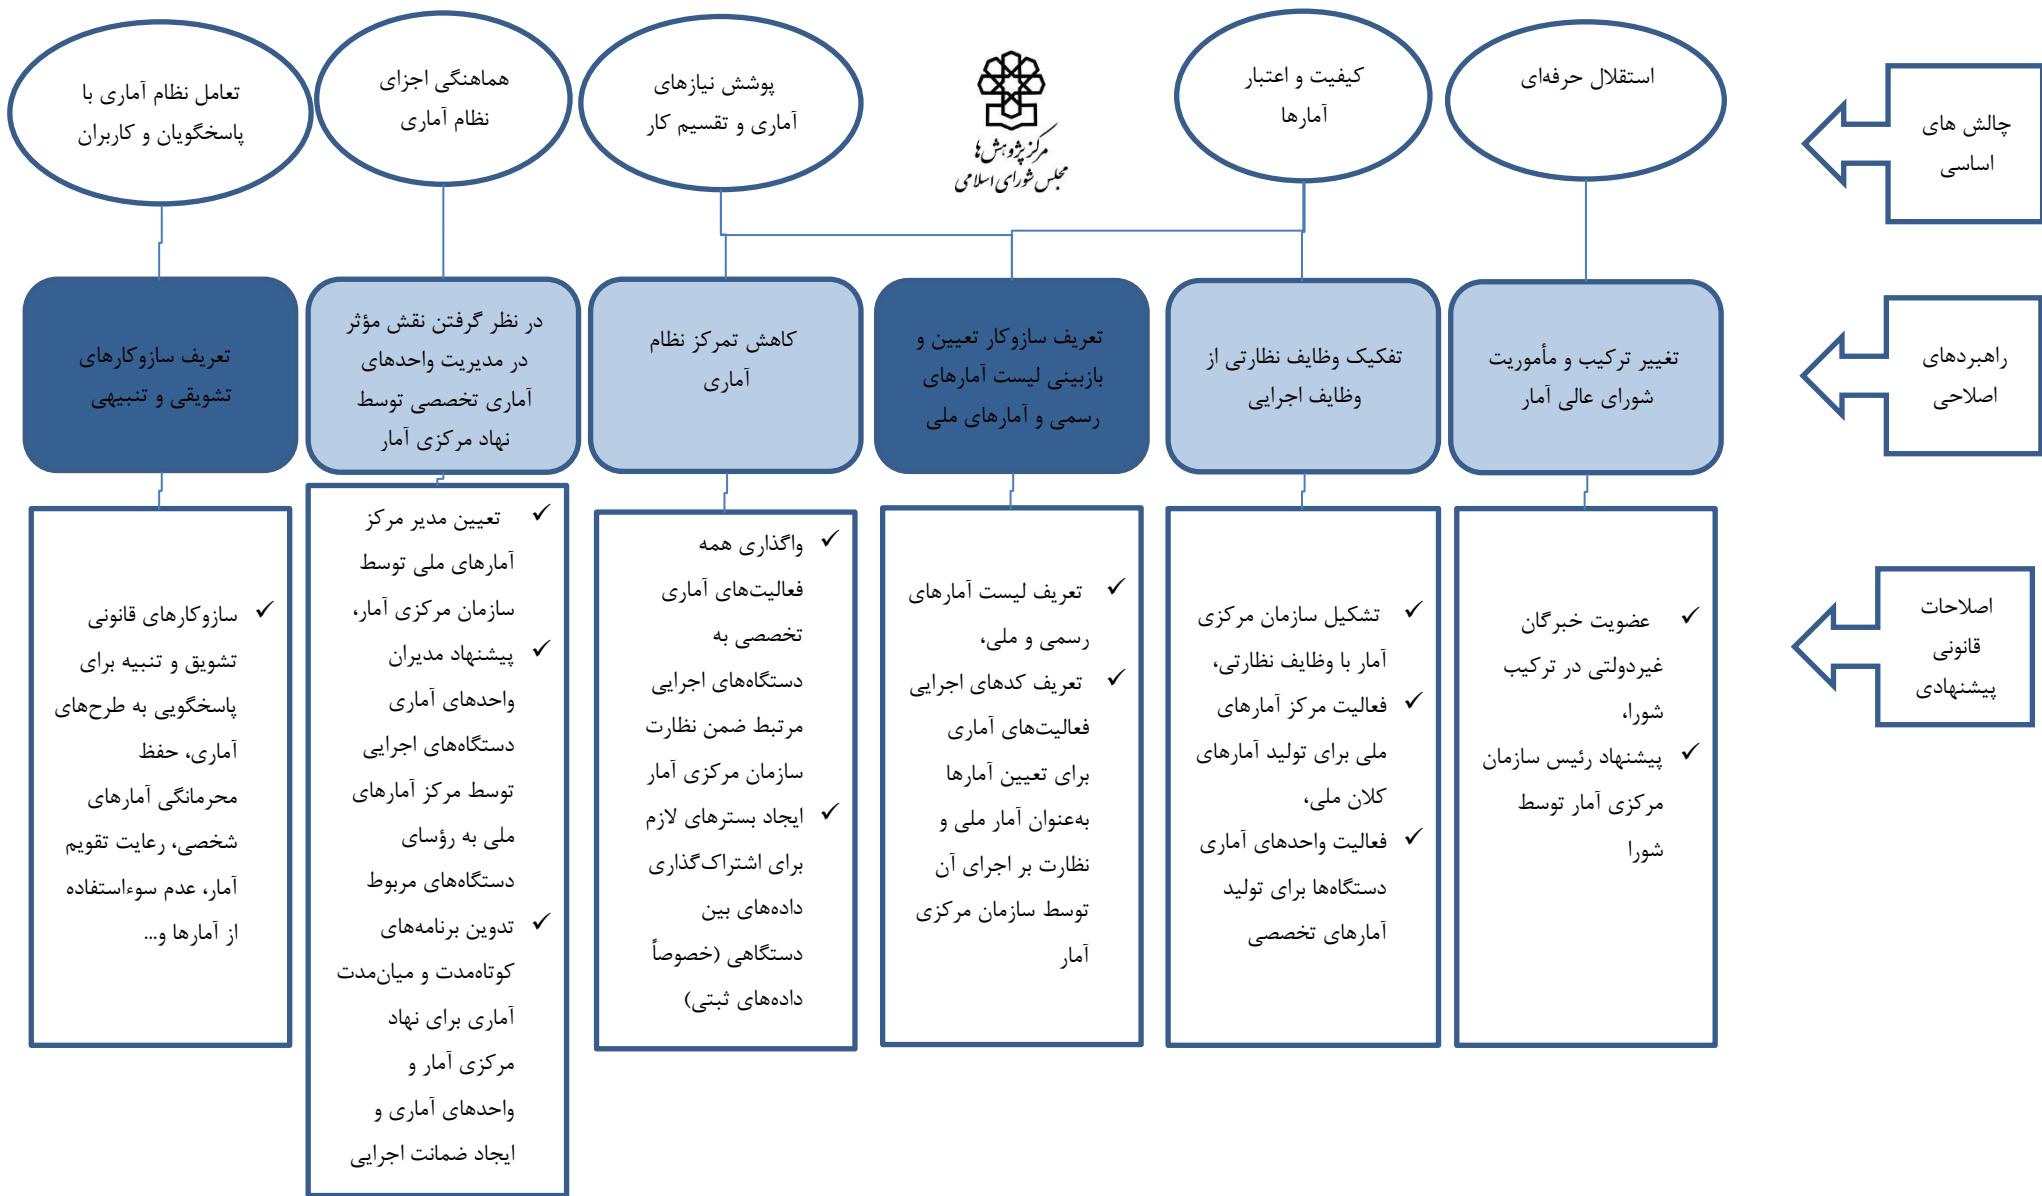 چالش های
اساسی
استقلال حرفه‌ای
کیفیت و اعتبار
آمارها
مرکز پژوهش‌ها
مجلس شورای اسلامی
پوشش نیازهای
آماری و تقسیم کار
هماهنگی اجزای
نظام آماری
تعامل نظام آماری با
پاسخگویان و کاربران
راهبردهای
اصلاحی
تغییر ترکیب و مأموریت
شورای عالی آمار
تفکیک وظایف نظارتی از
وظایف اجرایی
تعریف سازوکار تعیین و
بازبینی لیست آمارهای
رسمی و آمارهای ملی
کاهش تمرکز نظام
آماری
در نظر گرفتن نقش مؤثر
در مدیریت واحدهای
آماری تخصصی توسط
نهاد مرکزی آمار
تعریف سازوکارهای
تشویقی و تنبیهی
اصلاحات
قانونی
پیشنهادی
✓ عضویت خبرگان
غیردولتی در ترکیب
شورا،
✓ پیشنهاد رئیس سازمان
مرکزی آمار توسط
شورا
✓ تشکیل سازمان مرکزی
آمار با وظایف نظارتی،
✓ فعالیت مرکز آمارهای
ملی برای تولید آمارهای
کلان ملی،
✓ فعالیت واحدهای آماری
دستگاه‌ها برای تولید
آمارهای تخصصی
✓ تعریف لیست آمارهای
رسمی و ملی،
✓ تعریف کدهای اجرایی
فعالیت‌های آماری
برای تعیین آمارها
به‌عنوان آمار ملی و
نظارت بر اجرای آن
توسط سازمان مرکزی
آمار
✓ واگذاری همه
فعالیت‌های آماری
تخصصی به
دستگاه‌های اجرایی
مرتبط ضمن نظارت
سازمان مرکزی آمار
✓ ایجاد بسترهای لازم
برای اشتراک‌گذاری
داده‌های بین
دستگاهی (خصوصاً
داده‌های ثبتی)
✓ تعیین مدیر مرکز
آمارهای ملی توسط
سازمان مرکزی آمار،
✓ پیشنهاد مدیران
واحدهای آماری
دستگاه‌های اجرایی
توسط مرکز آمارهای
ملی به رؤسای
دستگاه‌های مربوط
✓ تدوین برنامه‌های
کوتاه‌مدت و میان‌مدت
آماری برای نهاد
مرکزی آمار و
واحدهای آماری و
ایجاد ضمانت اجرایی
✓ سازوکارهای قانونی
تشویق و تنبیه برای
پاسخگویی به طرح‌های
آماری، حفظ
محرمانگی آمارهای
شخصی، رعایت تقویم
آمار، عدم سوءاستفاده
از آمارها و...